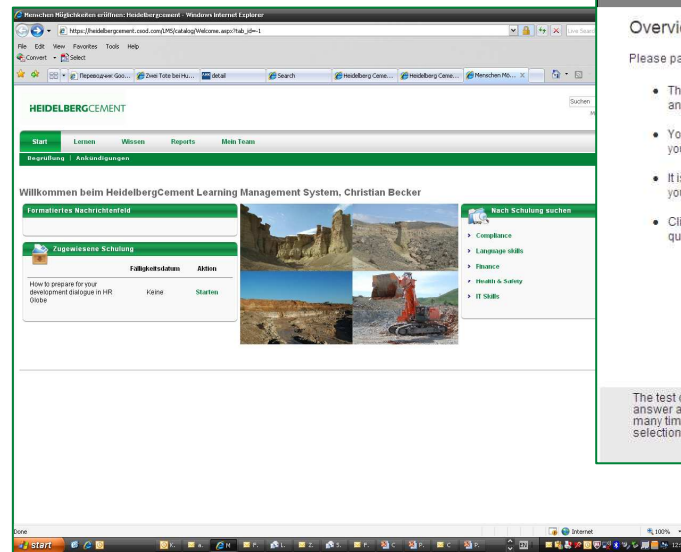 Menschen Möglichkeiten eröffnen: Heidelbergcement - Windows Internet Explorer
https://heidelbergcement.csod.com/LMS/catalog/Welcome.aspx?tab_id=-1
Live Search
File Edit View Favorites Tools Help
Convert Select
Переводчик Goo... Zwei Tote bei Hu... detail Search Heidelberg Ceme... Heidelberg Ceme... Menschen Mö...
HEIDELBERGCEMENT
Suchen
Start Lernen Wissen Reports Mein Team
Begrüßung | Ankündigungen
Willkommen beim HeidelbergCement Learning Management System, Christian Becker
Formatiertes Nachrichtenfeld
Zugewiesene Schulung
Fälligkeitsdatum Aktion
How to prepare for your
development dialogue in HR
Globe
Keine Starten
Nach Schulung suchen
Compliance
Language skills
Finance
Health & Safety
IT Skills
Done
Internet
100%
start
Overvi
Please pa
Th
an
Yo
you
It is
you
Cli
qu
The test
answer a
many tim
selection